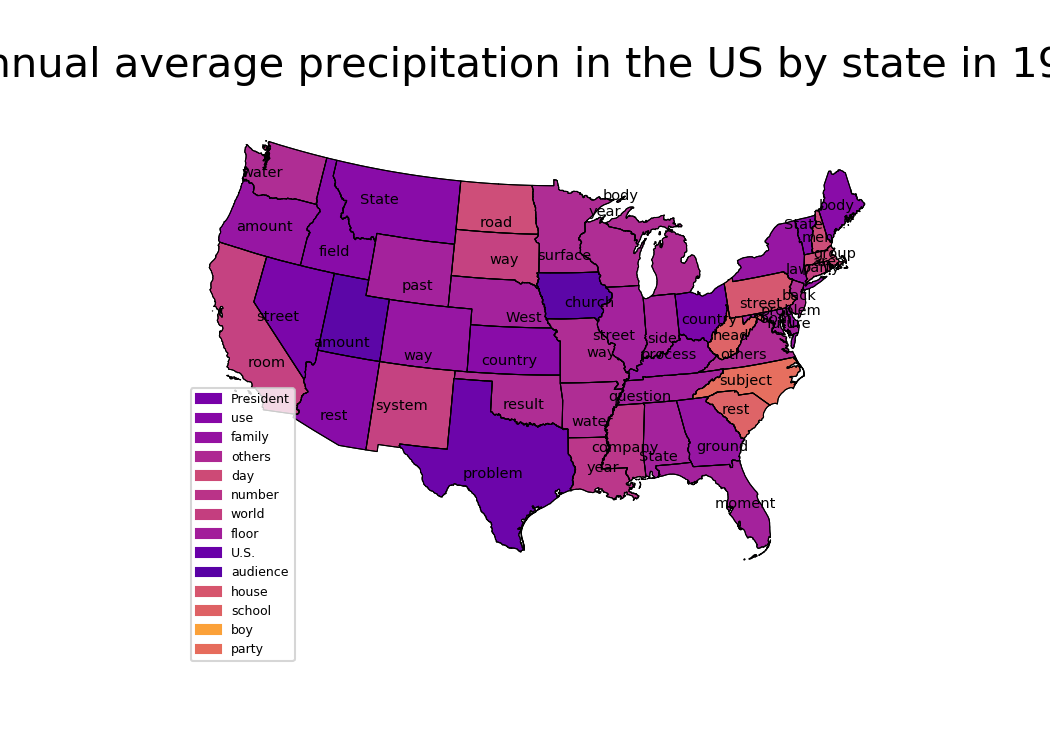 nnual average precipitation in the US by state in 19
water
body
State
year
body
amount
road
State
men
field
surface
way
group
law
past
back
church
street
problem
street
West
country
street
side
head
amount
way
way
process
others
room
country
subject
system
result
question
rest
rest
water
company
ground
State
year
problem
moment
President
use
family
others
day
number
world
floor
U.S.
audience
house
school
boy
party